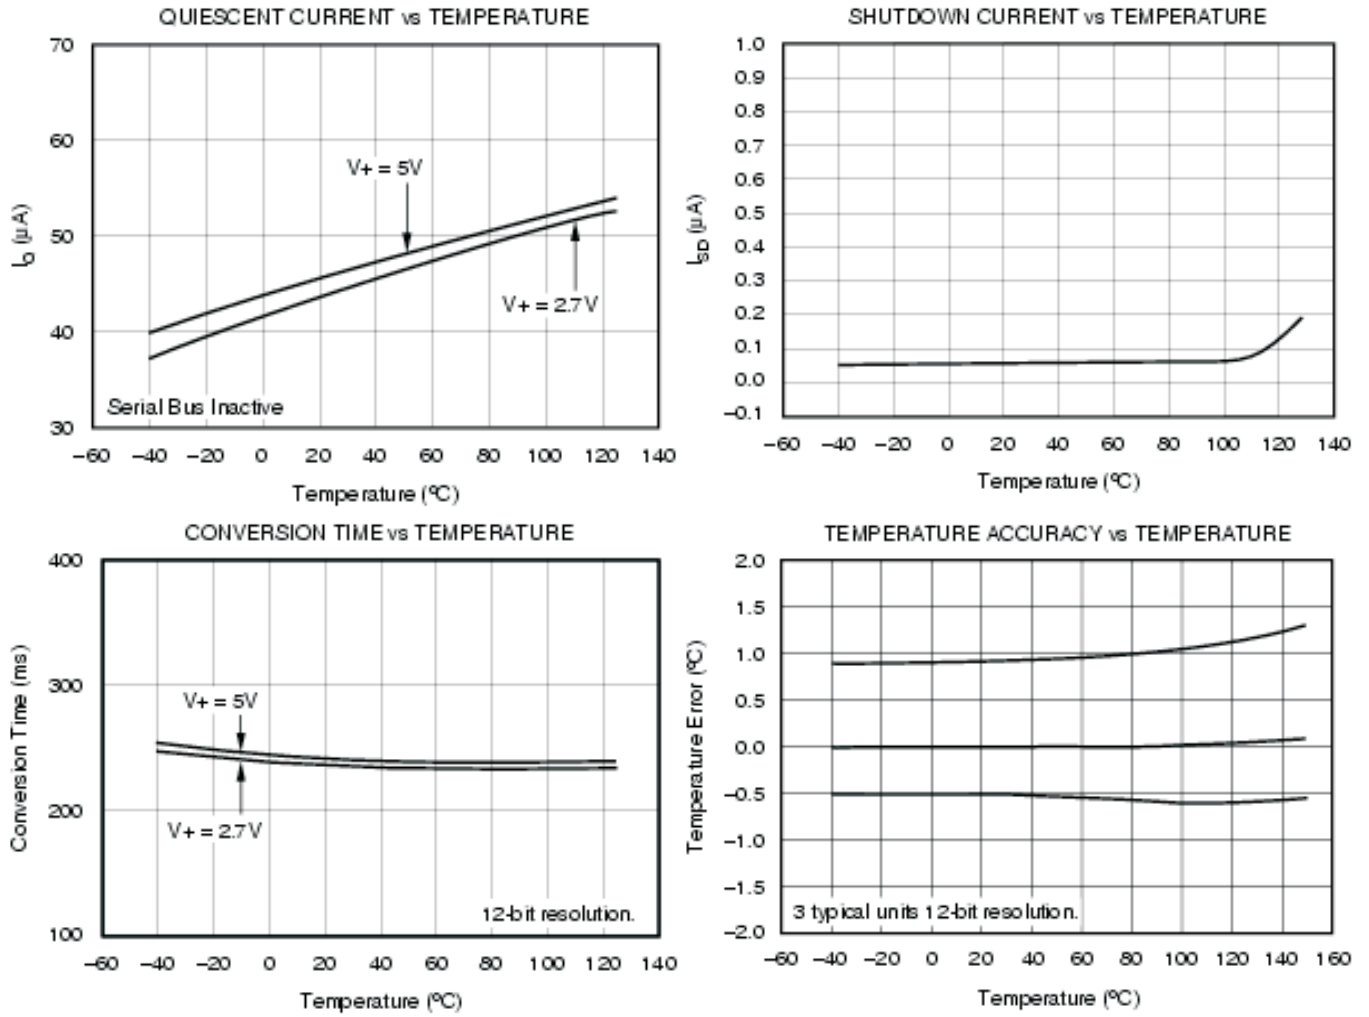 QUIESCENT CURRENT vs TEMPERATURE
70
60
50
40
30
IQ (µA)
V+ = 5V
V+ = 2.7V
Serial Bus Inactive
–60 –40 –20 0 20 40 60 80 100 120 140
Temperature (ºC)
SHUTDOWN CURRENT vs TEMPERATURE
1.0
0.9
0.8
0.7
0.6
0.5
0.4
0.3
0.2
0.1
0.0
–0.1
ISD (µA)
–60 –40 –20 0 20 40 60 80 100 120 140
Temperature (ºC)
CONVERSION TIME vs TEMPERATURE
400
300
200
100
Conversion Time (ms)
V+ = 5V
V+ = 2.7V
12-bit resolution.
–60 –40 –20 0 20 40 60 80 100 120 140
Temperature (ºC)
TEMPERATURE ACCURACY vs TEMPERATURE
2.0
1.5
1.0
0.5
0.0
–0.5
–1.0
–1.5
–2.0
Temperature Error (ºC)
3 typical units 12-bit resolution.
–60 –40 –20 0 20 40 60 80 100 120 140 160
Temperature (ºC)